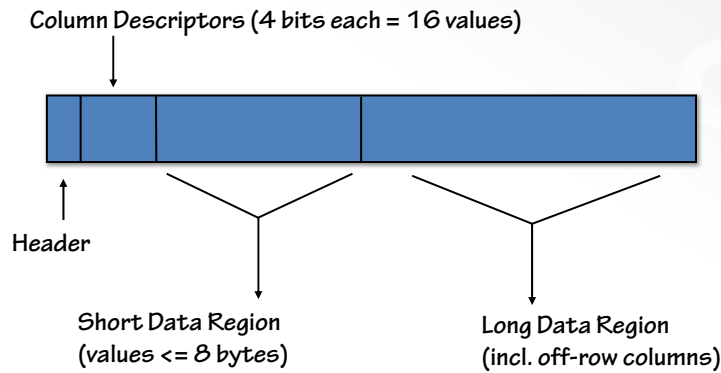 Column Descriptors (4 bits each = 16 values)
Header
Short Data Region
(values <= 8 bytes)
Long Data Region
(incl. off-row columns)